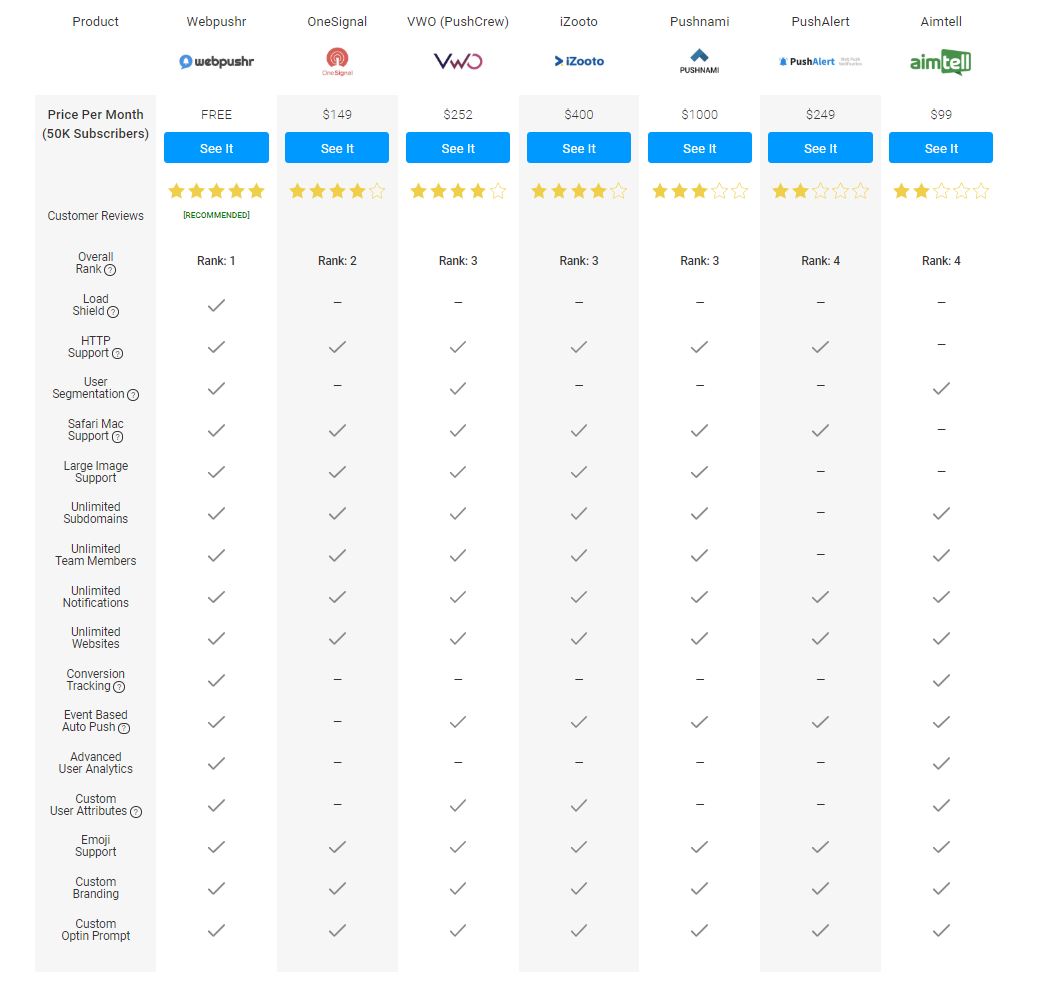 Product Webpushr OneSignal VWO (PushCrew) iZooto Pushnami PushAlert Aimtell
webpushr OneSignal VWO iZooto PUSHNAMI PushAlert Web Push Notification aimtell
Price Per Month FREE $149 $252 $400 $1000 $249 $99
(50K Subscribers)
See It See It See It See It See It See It See It
Customer Reviews [RECOMMENDED]
Overall
Rank ? Rank: 1 Rank: 2 Rank: 3 Rank: 3 Rank: 3 Rank: 4 Rank: 4
Load
Shield ? – – – – – –
HTTP
Support ? –
User
Segmentation ? – – – –
Safari Mac
Support ? –
Large Image
Support – –
Unlimited
Subdomains –
Unlimited
Team Members –
Unlimited
Notifications
Unlimited
Websites
Conversion
Tracking ? – – – – –
Event Based
Auto Push ? –
Advanced
User Analytics – – – – –
Custom
User Attributes ? – – –
Emoji
Support
Custom
Branding
Custom
Optin Prompt